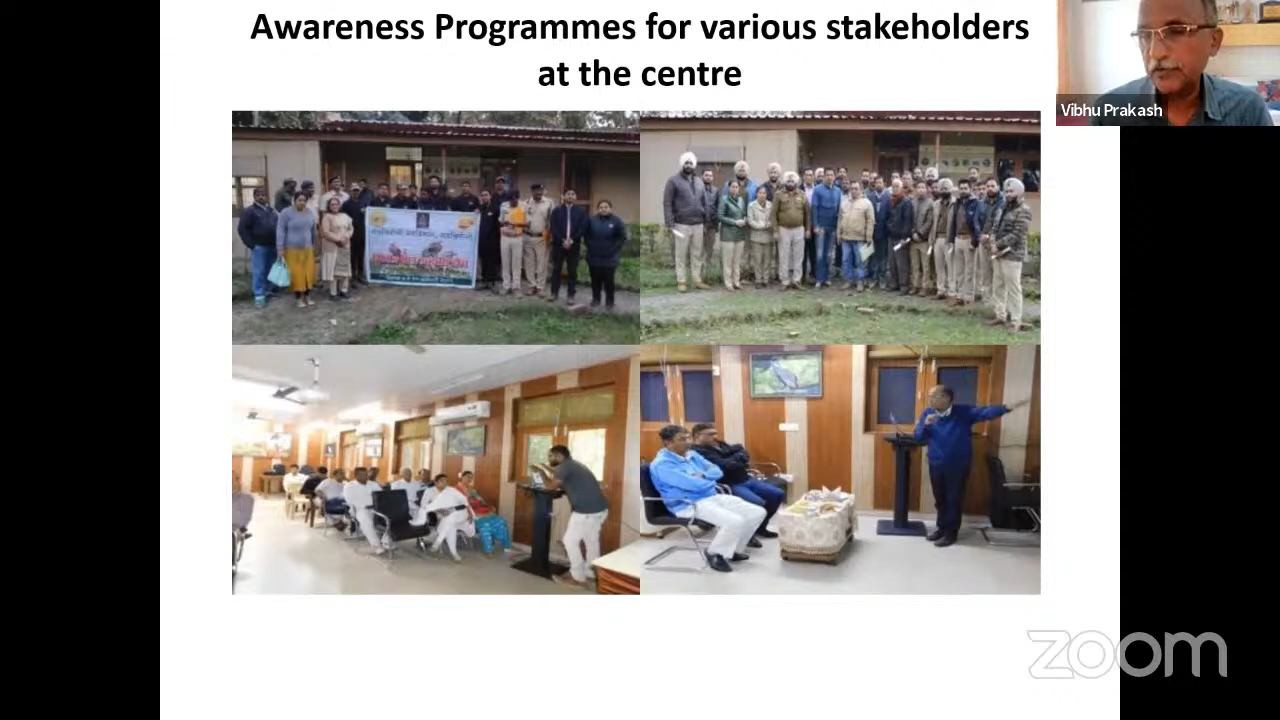 Awareness Programmes for various stakeholders
at the centre
Vibhu Prakash
zoom